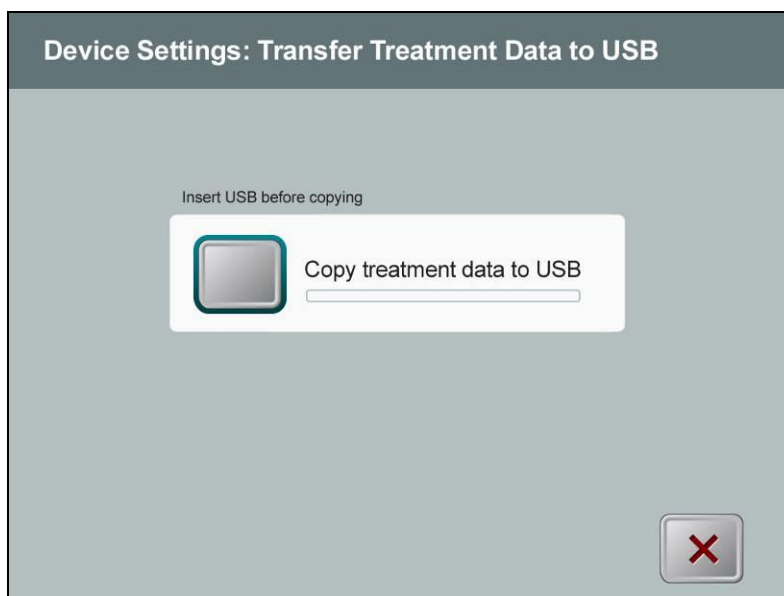 Device Settings: Transfer Treatment Data to USB
Insert USB before copying
Copy treatment data to USB